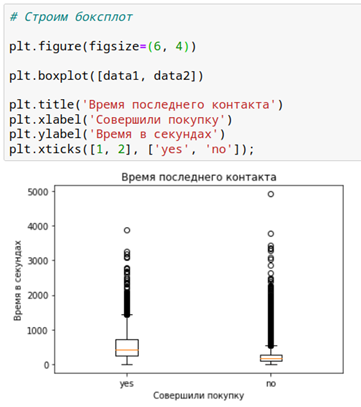 # Строим боксплот
plt.figure(figsize=(6, 4))
plt.boxplot([data1, data2])
plt.title('Время последнего контакта')
plt.xlabel('Совершили покупку')
plt.ylabel('Время в секундах')
plt.xticks([1, 2], ['yes', 'no']);
Время последнего контакта
5000
4000
3000
2000
1000
0
Время в секундах
yes no
Совершили покупку